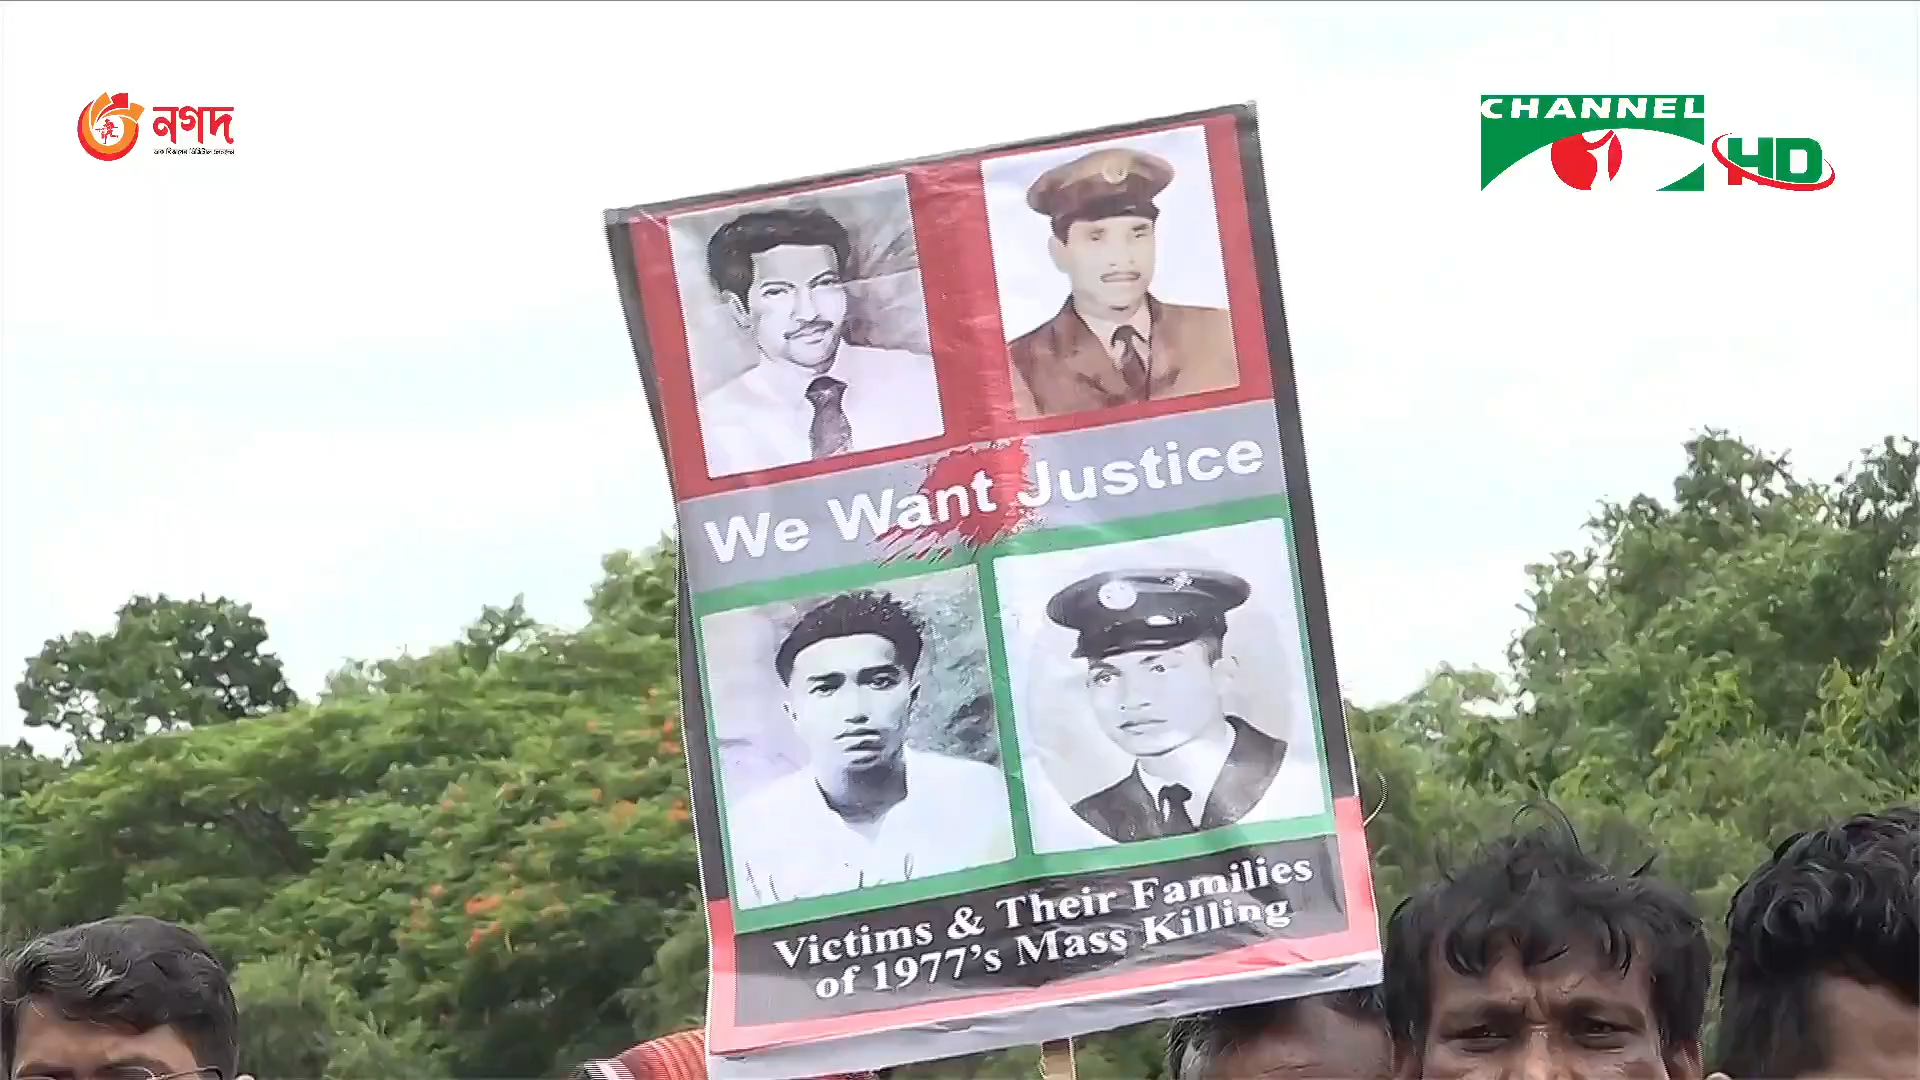 নগদ
CHANNEL
HD
We Want Justice
Victims & Their Families
of 1977's Mass Killing